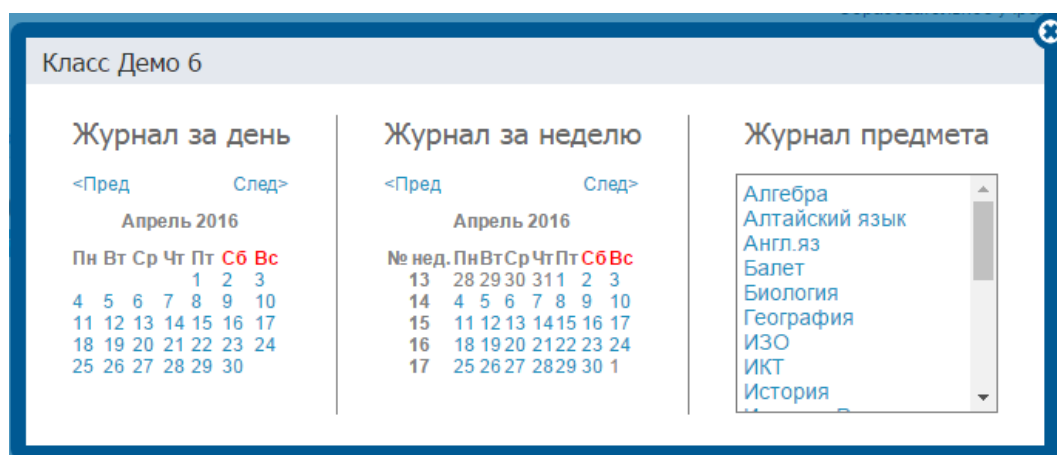 Класс Демо 6
Журнал за день
<Пред След>
Апрель 2016
Пн Вт Ср Чт Пт Сб Вс
1 2 3
4 5 6 7 8 9 10
11 12 13 14 15 16 17
18 19 20 21 22 23 24
25 26 27 28 29 30
Журнал за неделю
<Пред След>
Апрель 2016
№ нед. Пн Вт Ср Чт Пт Сб Вс
13 28 29 30 31 1 2 3
14 4 5 6 7 8 9 10
15 11 12 13 14 15 16 17
16 18 19 20 21 22 23 24
17 25 26 27 28 29 30 1
Журнал предмета
Алгебра
Алтайский язык
Англ.яз
Балет
Биология
География
ИЗО
ИКТ
История